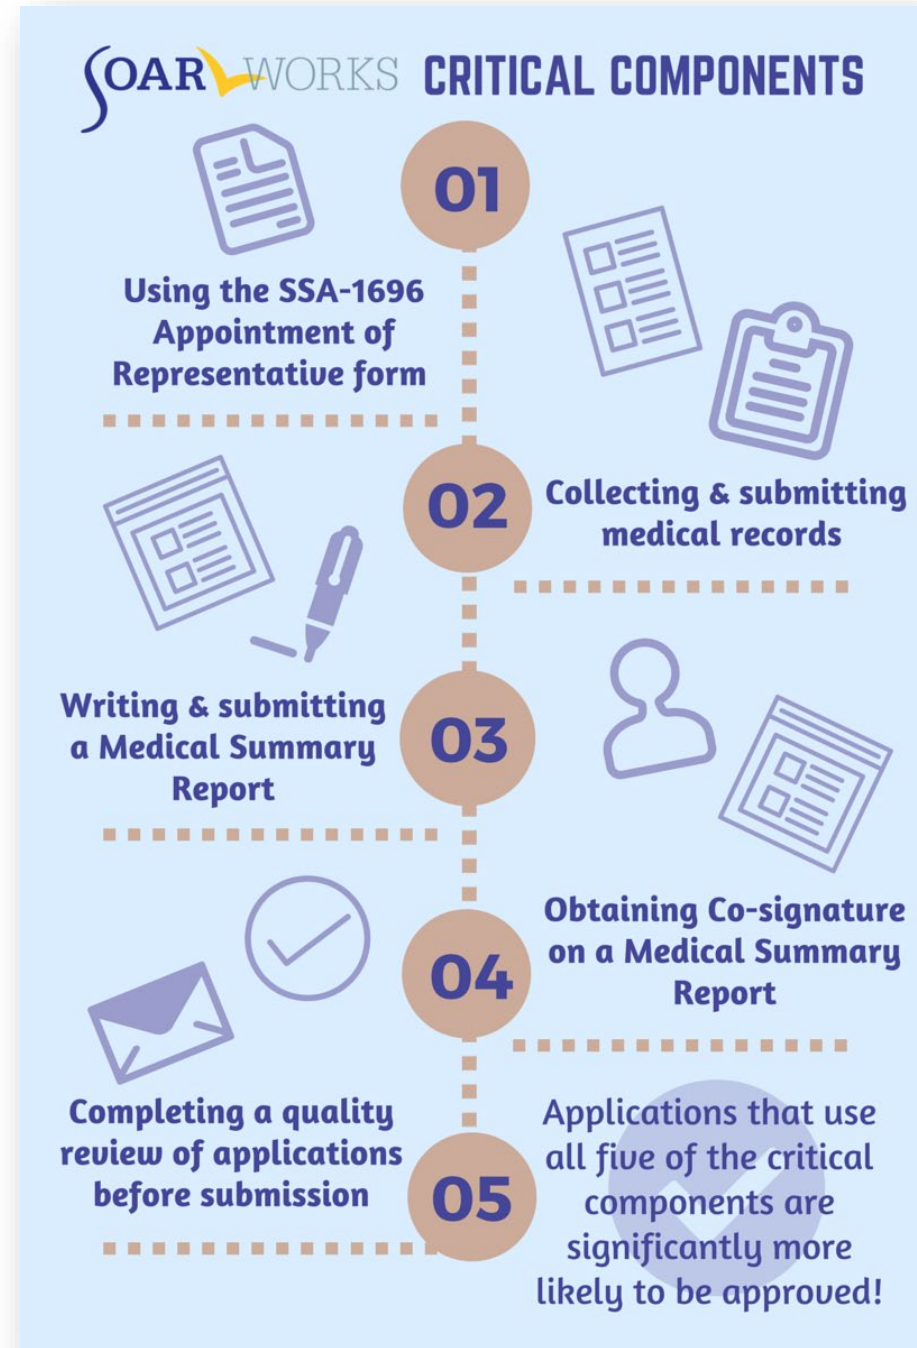 SOAR WORKS CRITICAL COMPONENTS
01
Using the SSA-1696
Appointment of
Representative form
02
Collecting & submitting
medical records
03
Writing & submitting
a Medical Summary
Report
04
Obtaining Co-signature
on a Medical Summary
Report
05
Completing a quality
review of applications
before submission
Applications that use
all five of the critical
components are
significantly more
likely to be approved!